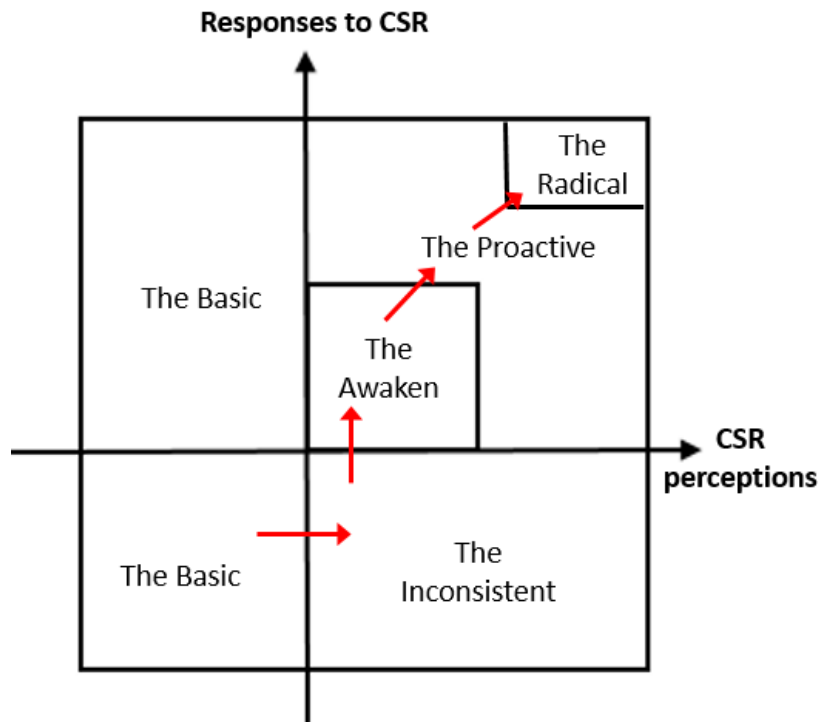 Responses to CSR
The
Radical
The Proactive
The Basic
The
Awaken
CSR
perceptions
The Basic
The
Inconsistent